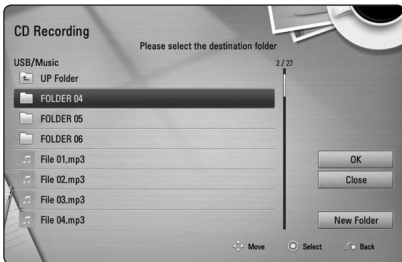 CD Recording
Please select the destination folder
USB/Music 2 / 27
UP Folder
FOLDER 04
FOLDER 05
FOLDER 06
File 01.mp3
File 02.mp3
File 03.mp3
File 04.mp3
OK
Close
New Folder
Move Select Back